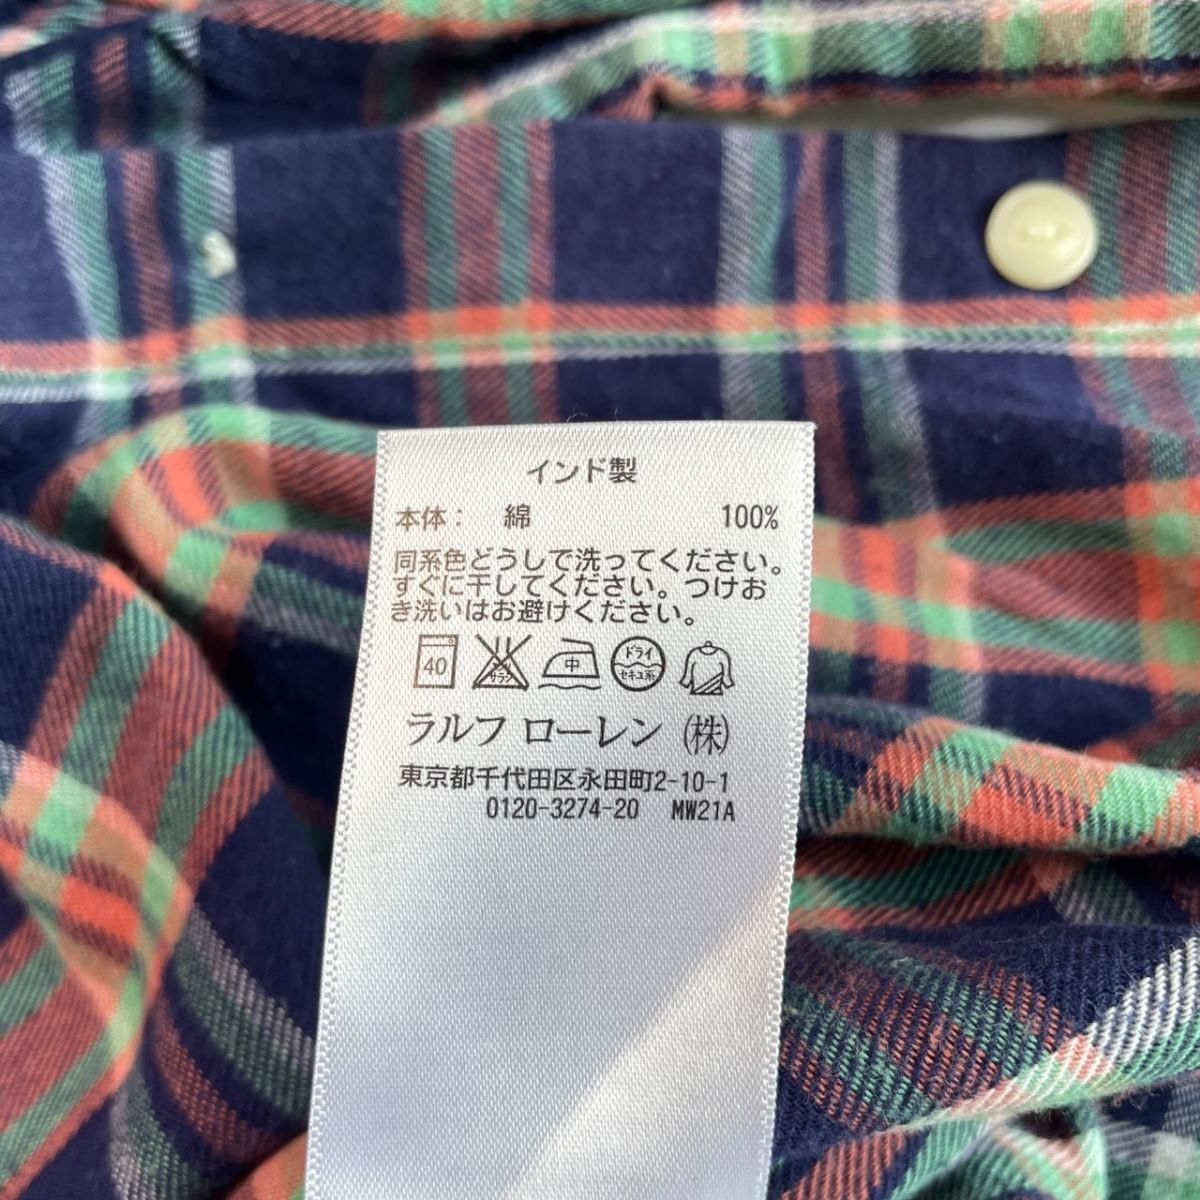 インド製
本体： 綿 100%
同系色どうしで洗ってください。
すぐに干してください。つけお
き洗いはお避けください。
40 サラシ 中 ドライ セキユ系
ラルフ ローレン (株)
東京都千代田区永田町2-10-1
0120-3274-20 MW21A